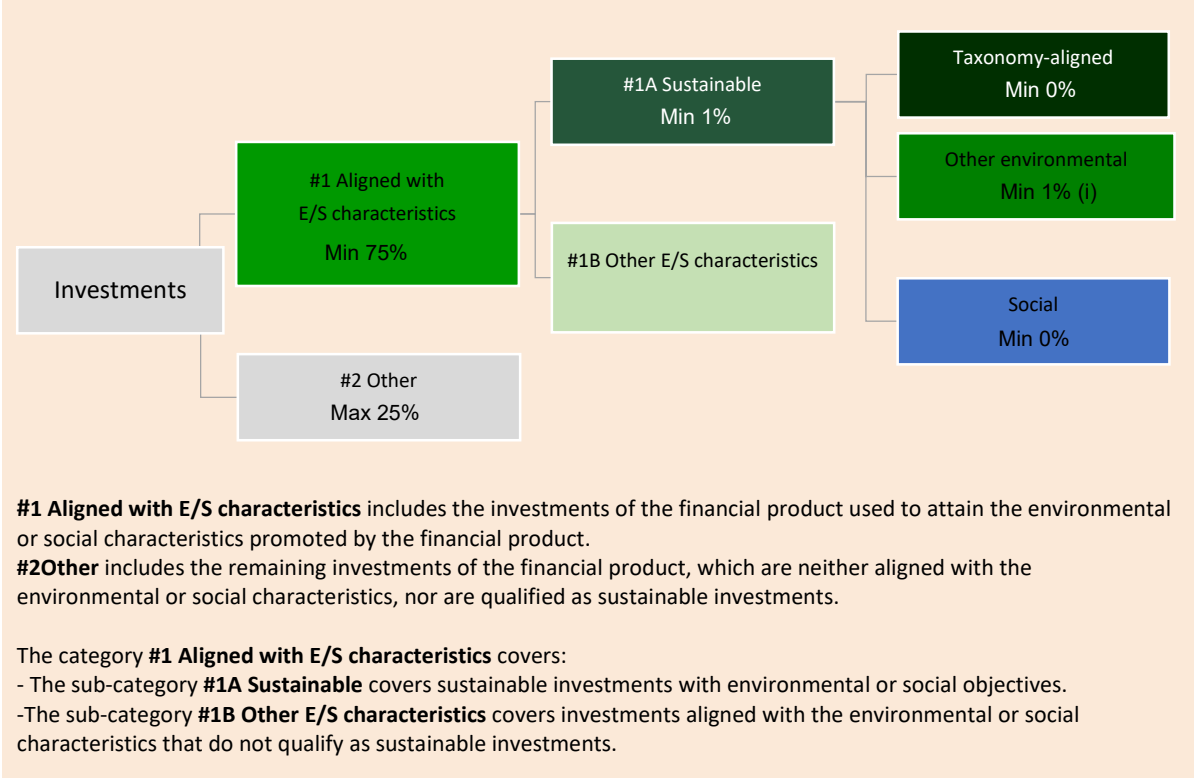 Investments
#1 Aligned with
E/S characteristics
Min 75%
#2 Other
Max 25%
#1A Sustainable
Min 1%
#1B Other E/S characteristics
Taxonomy-aligned
Min 0%
Other environmental
Min 1% (i)
Social
Min 0%
#1 Aligned with E/S characteristics includes the investments of the financial product used to attain the environmental
or social characteristics promoted by the financial product.
#2Other includes the remaining investments of the financial product, which are neither aligned with the
environmental or social characteristics, nor are qualified as sustainable investments.
The category #1 Aligned with E/S characteristics covers:
- The sub-category #1A Sustainable covers sustainable investments with environmental or social objectives.
-The sub-category #1B Other E/S characteristics covers investments aligned with the environmental or social
characteristics that do not qualify as sustainable investments.